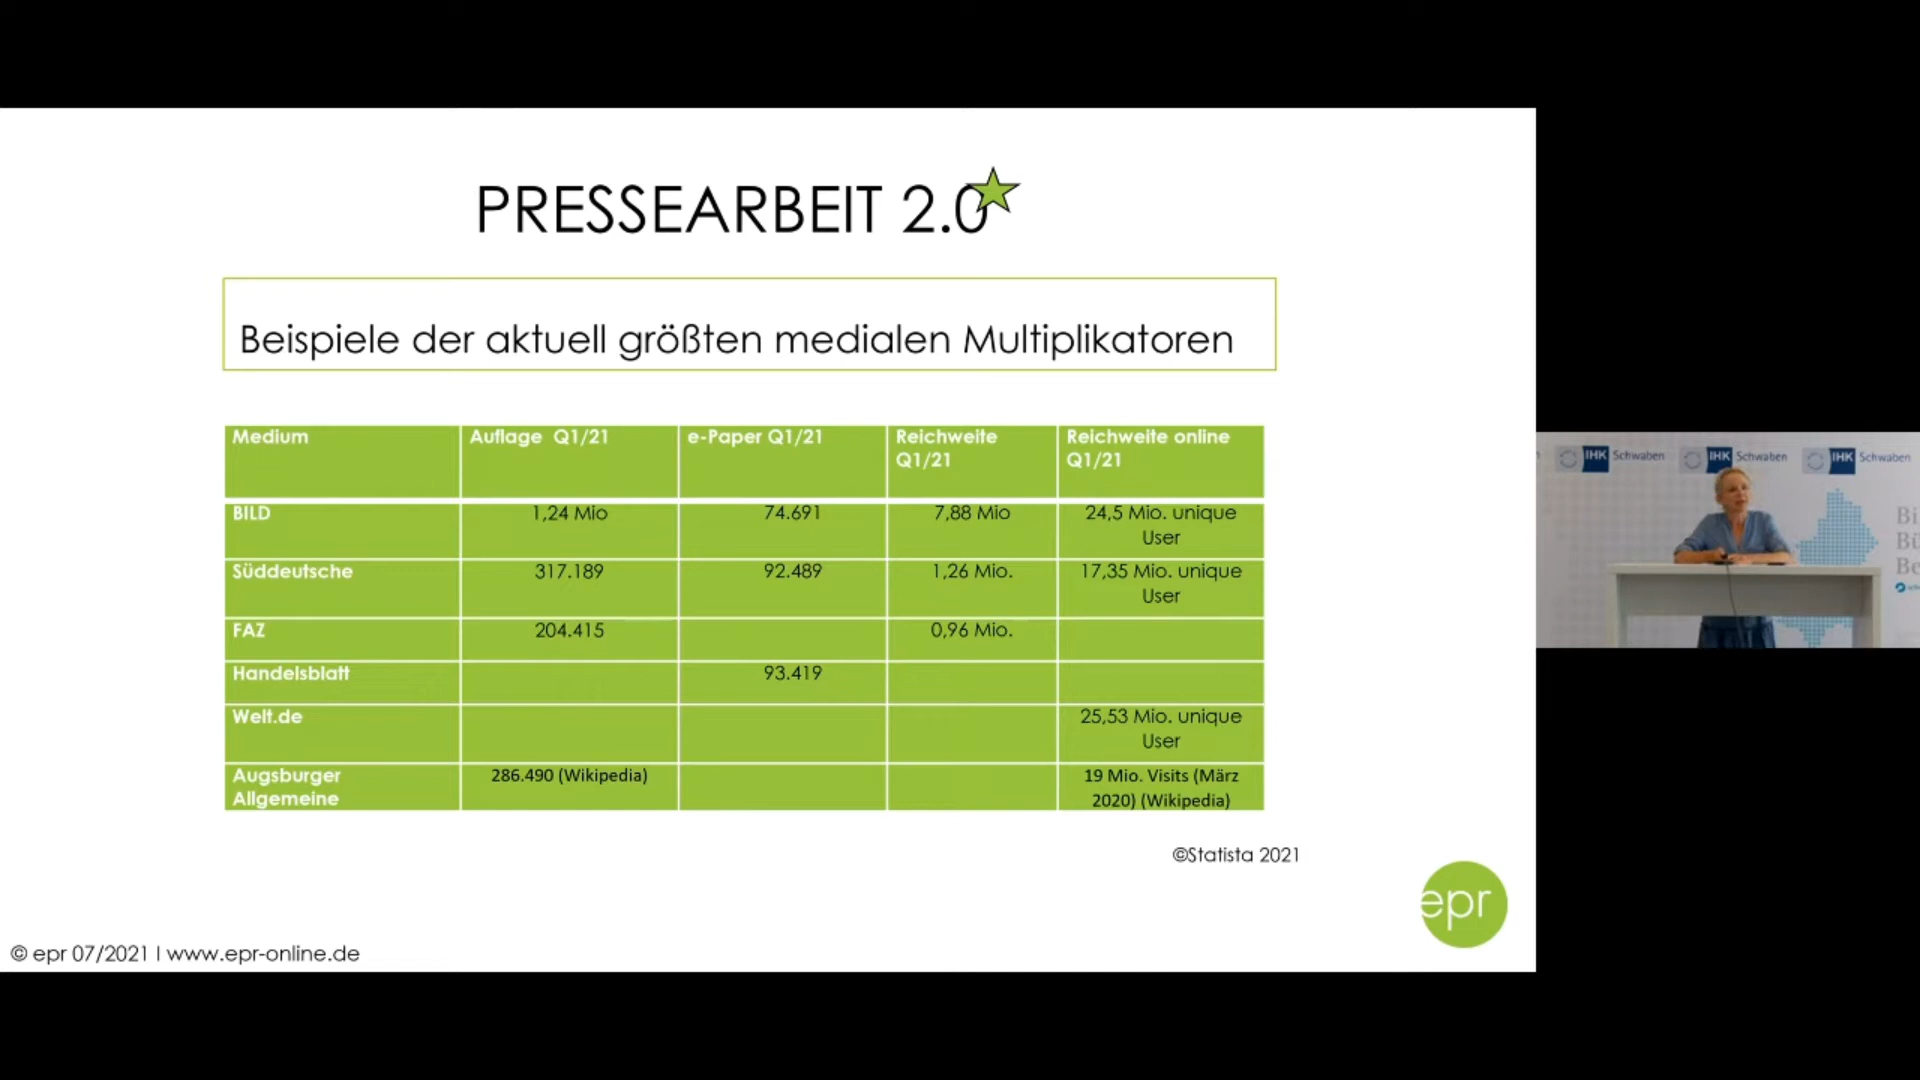 PRESSEARBEIT 2.0
Beispiele der aktuell größten medialen Multiplikatoren
Medium Auflage Q1/21 e-Paper Q1/21 Reichweite Q1/21 Reichweite online Q1/21
BILD 1,24 Mio 74.691 7,88 Mio 24,5 Mio. unique User
Süddeutsche 317.189 92.489 1,26 Mio. 17,35 Mio. unique User
FAZ 204.415 0,96 Mio.
Handelsblatt 93.419
Welt.de 25,53 Mio. unique User
Augsburger Allgemeine 286.490 (Wikipedia) 19 Mio. Visits (März 2020) (Wikipedia)
©Statista 2021
epr
© epr 07/2021 | www.epr-online.de
IHK Schwaben IHK Schwaben IHK Schwaben